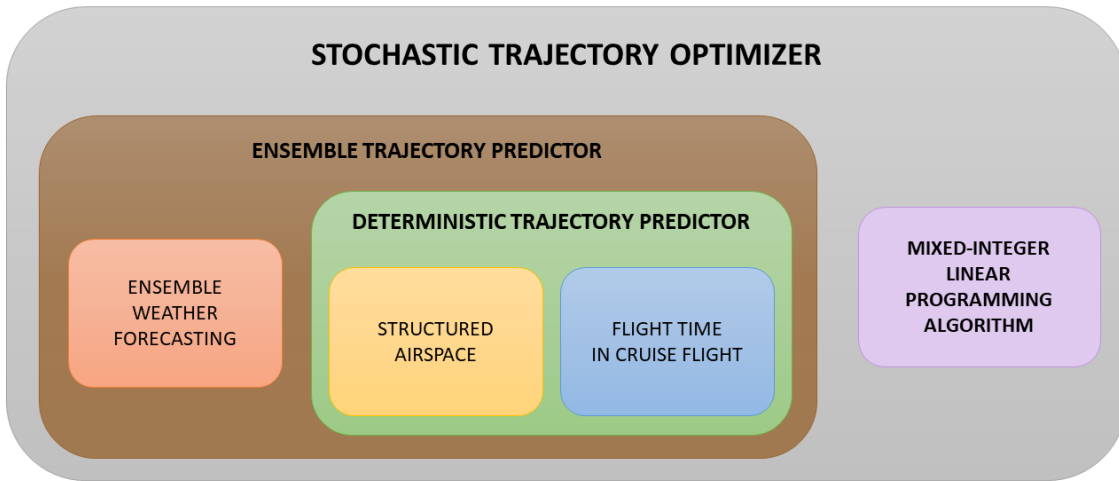 STOCHASTIC TRAJECTORY OPTIMIZER
ENSEMBLE TRAJECTORY PREDICTOR
DETERMINISTIC TRAJECTORY PREDICTOR
ENSEMBLE
WEATHER
FORECASTING
STRUCTURED
AIRSPACE
FLIGHT TIME
IN CRUISE FLIGHT
MIXED-INTEGER
LINEAR
PROGRAMMING
ALGORITHM